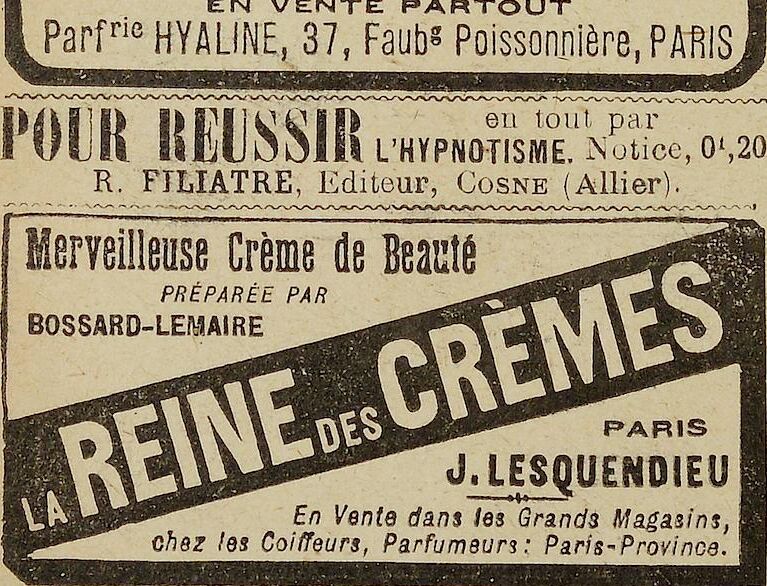 EN VENTE PARTOUT
Parfrie HYALINE, 37, Faubg Poissonnière, PARIS
POUR REUSSIR en tout par
L'HYPNOTISME. Notice, 0f,20
R. FILIATRE, Editeur, COSNE (Allier).
Merveilleuse Crème de Beauté
PRÉPARÉE PAR
BOSSARD-LEMAIRE
LA REINE DES CRÈMES
PARIS
J. LESQUENDIEU
En Vente dans les Grands Magasins,
chez les Coiffeurs, Parfumeurs: Paris-Province.